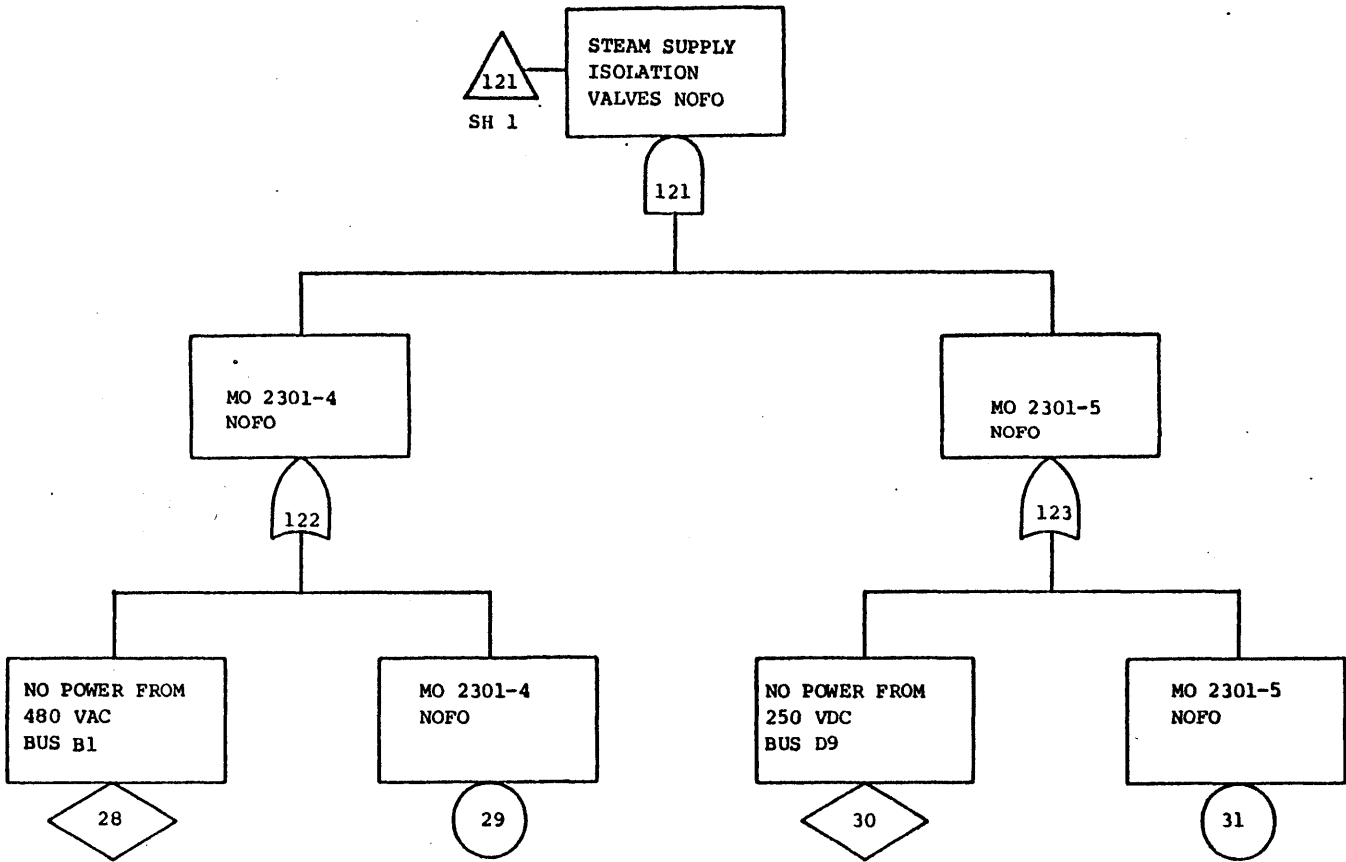 STEAM SUPPLY
ISOLATION
VALVES NOFO
121
SH 1
121
MO 2301-4
NOFO
MO 2301-5
NOFO
122
123
NO POWER FROM
480 VAC
BUS B1
MO 2301-4
NOFO
NO POWER FROM
250 VDC
BUS D9
MO 2301-5
NOFO
28
29
30
31